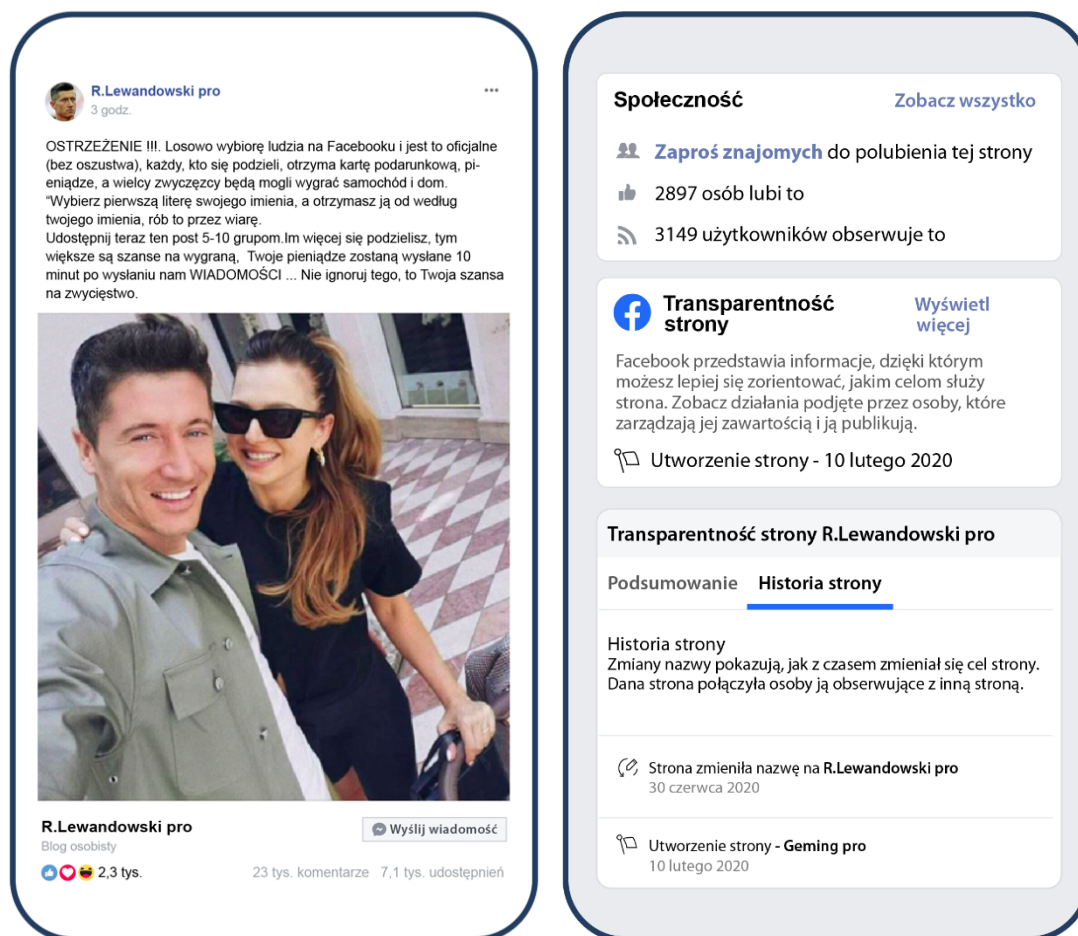 R.Lewandowski pro
3 godz.
OSTRZEŻENIE !!!. Losowo wybiorę ludzia na Facebooku i jest to oficjalne
(bez oszustwa), każdy, kto się podzieli, otrzyma kartę podarunkową, pi-
eniądze, a wielcy zwyczęzcy będą mogli wygrać samochód i dom.
“Wybierz pierwszą literę swojego imienia, a otrzymasz ją od według
twojego imienia, rób to przez wiarę.
Udostępnij teraz ten post 5-10 grupom.Im więcej się podzielisz, tym
większe są szanse na wygraną, Twoje pieniądze zostaną wysłane 10
minut po wysłaniu nam WIADOMOŚCI ... Nie ignoruj tego, to Twoja szansa
na zwycięstwo.
R.Lewandowski pro
Blog osobisty
Wyślij wiadomość
2,3 tys.
23 tys. komentarze 7,1 tys. udostępnień
Społeczność
Zobacz wszystko
Zaproś znajomych do polubienia tej strony
2897 osób lubi to
3149 użytkowników obserwuje to
Transparentność
strony
Wyświetl
więcej
Facebook przedstawia informacje, dzięki którym
możesz lepiej się zorientować, jakim celom służy
strona. Zobacz działania podjęte przez osoby, które
zarządzają jej zawartością i ją publikują.
Utworzenie strony - 10 lutego 2020
Transparentność strony R.Lewandowski pro
Podsumowanie Historia strony
Historia strony
Zmiany nazwy pokazują, jak z czasem zmieniał się cel strony.
Dana strona połączyła osoby ją obserwujące z inną stroną.
Strona zmieniła nazwę na R.Lewandowski pro
30 czerwca 2020
Utworzenie strony - Geming pro
10 lutego 2020